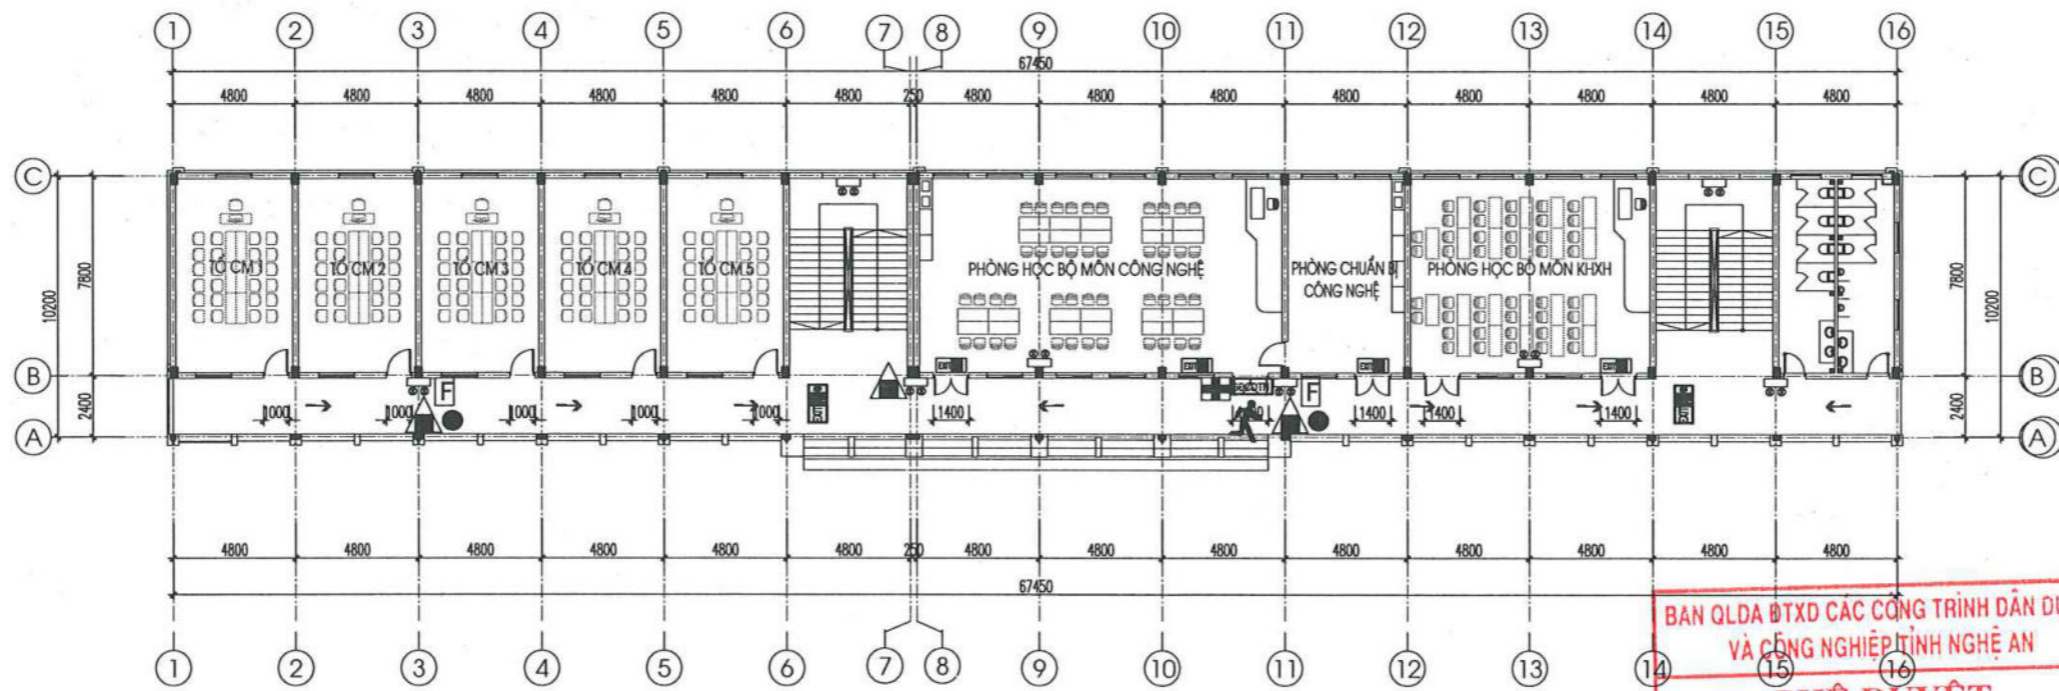 1 2 3 4 5 6 7 8 9 10 11 12 13 14 15 16
67450
4800 4800 4800 4800 4800 4800 250 4800 4800 4800 4800 4800 4800 4800 4800
C C
TỔ CM 1 TỔ CM 2 TỔ CM 3 TỔ CM 4 TỔ CM 5
PHÒNG HỌC BỘ MÔN CÔNG NGHỆ
PHÒNG CHUẨN BỊ
CÔNG NGHỆ
PHÒNG HỌC BỘ MÔN KHXH
10200 7800 7800 10200
EXIT EXIT EXIT EXIT
B B
F F
2400 2400
1000 1000 1000 1000 1000 1400 1400 1400 1400
A A
4800 4800 4800 4800 4800 4800 250 4800 4800 4800 4800 4800 4800 4800 4800
67450
1 2 3 4 5 6 7 8 9 10 11 12 13 14 15 16
BAN QLDA ĐTXD CÁC CÔNG TRÌNH DÂN
VÀ CÔNG NGHIỆP TỈNH NGHỆ AN